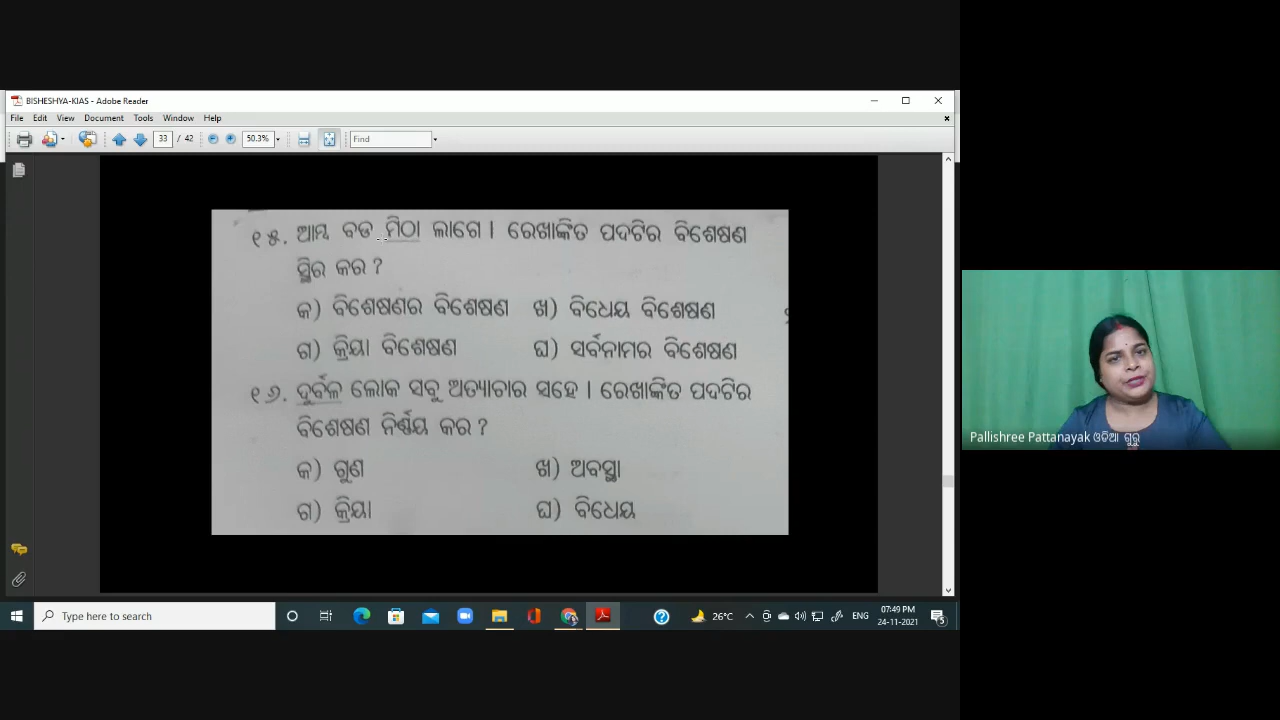 BISHESHYA-KIAS - Adobe Reader
File Edit View Document Tools Window Help
33 / 42 50.3% Find
୧୫. ଆମ୍ବ ବଡ ମିଠା ଲାଗେ । ରେଖାଙ୍କିତ ପଦଟିର ବିଶେଷଣ
ସ୍ଥିର କର ?
କ) ବିଶେଷଣର ବିଶେଷଣ ଖ) ବିଧେୟ ବିଶେଷଣ
ଗ) କ୍ରିୟା ବିଶେଷଣ ଘ) ସର୍ବନାମର ବିଶେଷଣ
୧୬. ଦୁର୍ବଳ ଲୋକ ସବୁ ଅତ୍ୟାଚାର ସହେ । ରେଖାଙ୍କିତ ପଦଟିର
ବିଶେଷଣ ନିର୍ଣ୍ଣୟ କର ?
କ) ଗୁଣ ଖ) ଅବସ୍ଥା
ଗ) କ୍ରିୟା ଘ) ବିଧେୟ
Pallishree Pattanayak ଓଡିଆ ଗୁରୁ
Type here to search
26°C ENG 07:49 PM
24-11-2021 5